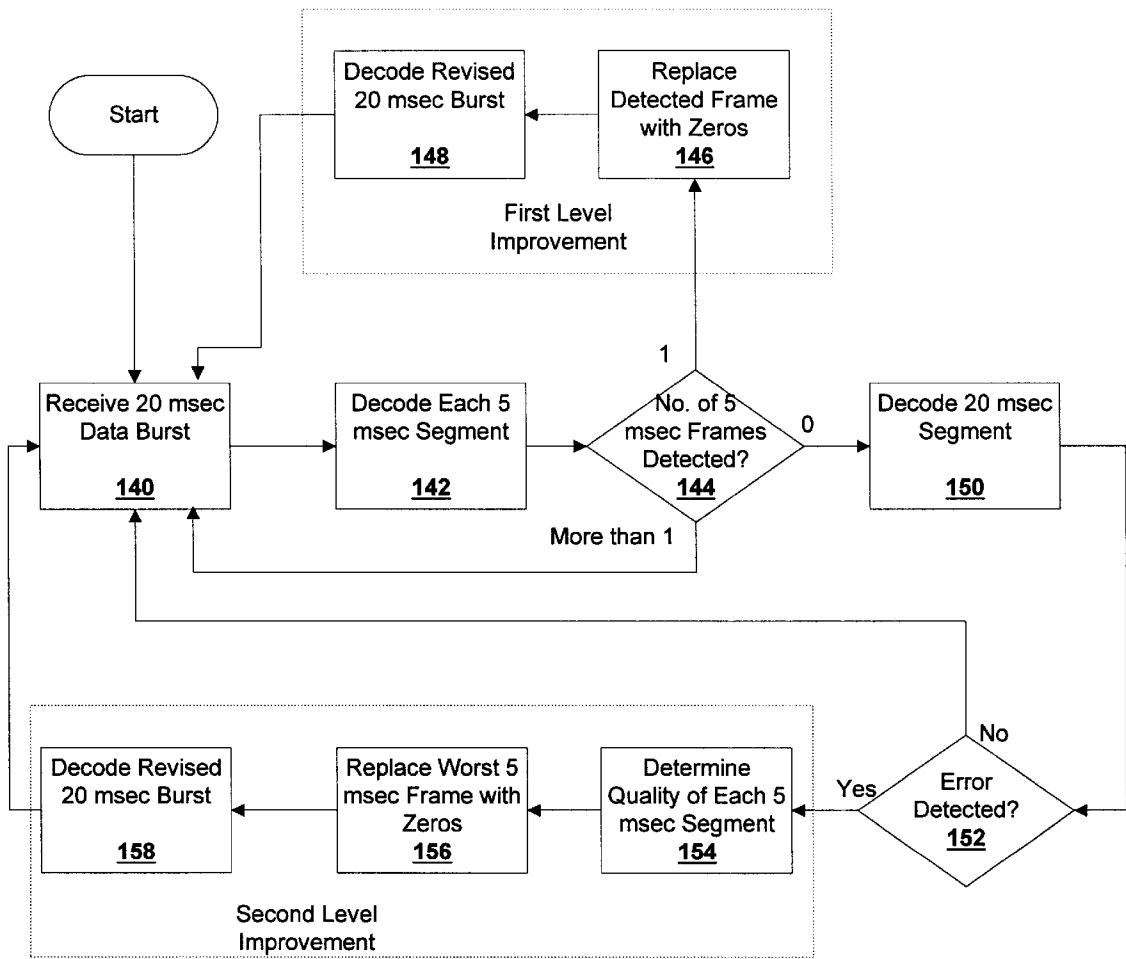 Start
Decode Revised
20 msec Burst
148
Replace
Detected Frame
with Zeros
146
First Level
Improvement
Receive 20 msec
Data Burst
140
Decode Each 5
msec Segment
142
1
No. of 5
msec Frames
Detected?
144
0
More than 1
Decode 20 msec
Segment
150
Decode Revised
20 msec Burst
158
Replace Worst 5
msec Frame with
Zeros
156
Determine
Quality of Each 5
msec Segment
154
Yes
No
Error
Detected?
152
Second Level
Improvement